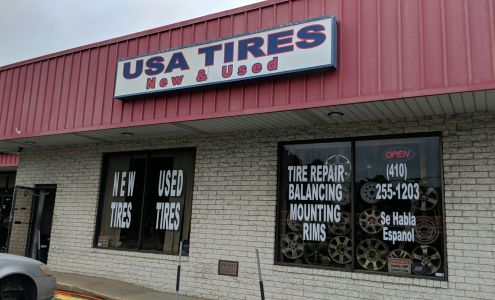 USA TIRES
New & Used
NEW USED
TIRES TIRES
TIRE REPAIR
BALANCING
MOUNTING
RIMS
OPEN
(410)
255-1203
Se Habla
Espanol